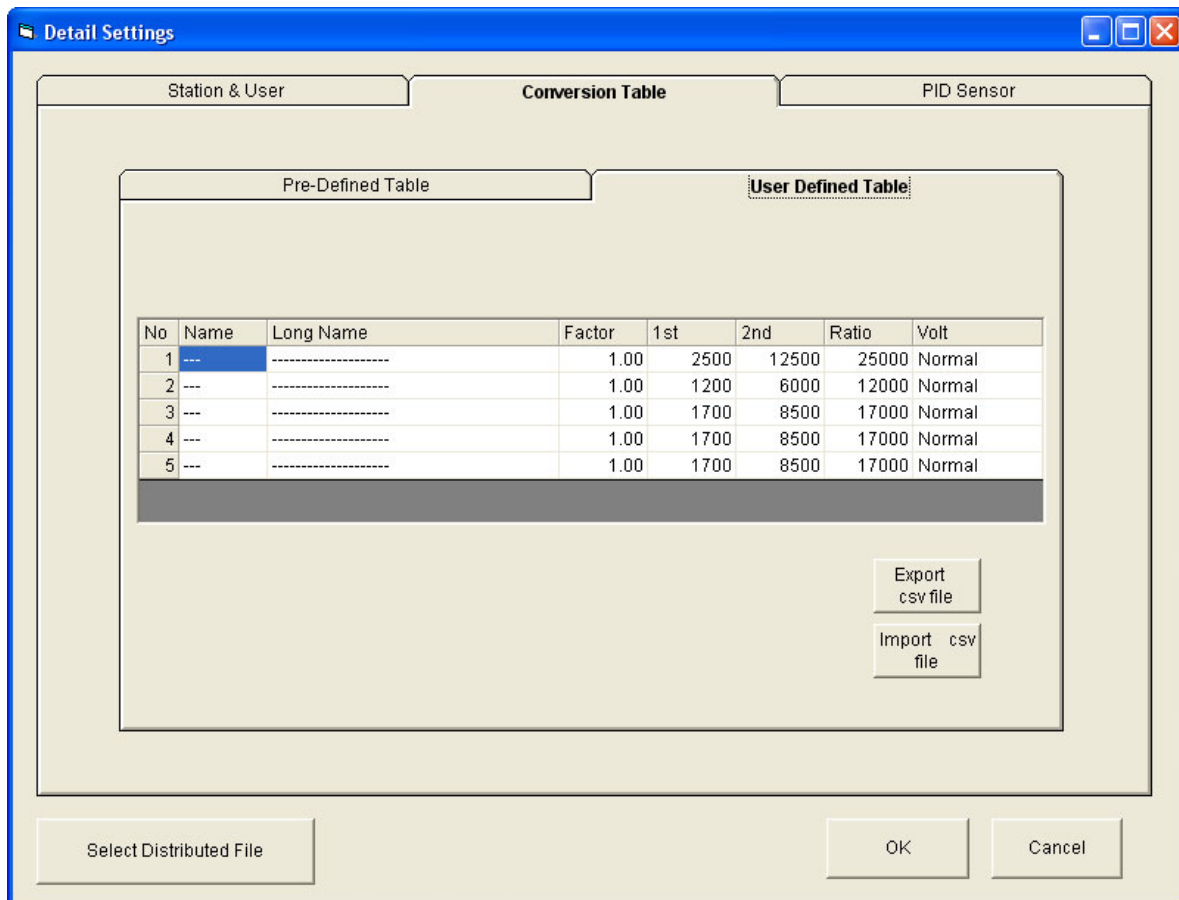 Detail Settings
Station & User Conversion Table PID Sensor
Pre-Defined Table User Defined Table
No Name Long Name Factor 1st 2nd Ratio Volt
1 --- -------------------- 1.00 2500 12500 25000 Normal
2 --- -------------------- 1.00 1200 6000 12000 Normal
3 --- -------------------- 1.00 1700 8500 17000 Normal
4 --- -------------------- 1.00 1700 8500 17000 Normal
5 --- -------------------- 1.00 1700 8500 17000 Normal
Export
csv file
Import csv
file
Select Distributed File OK Cancel